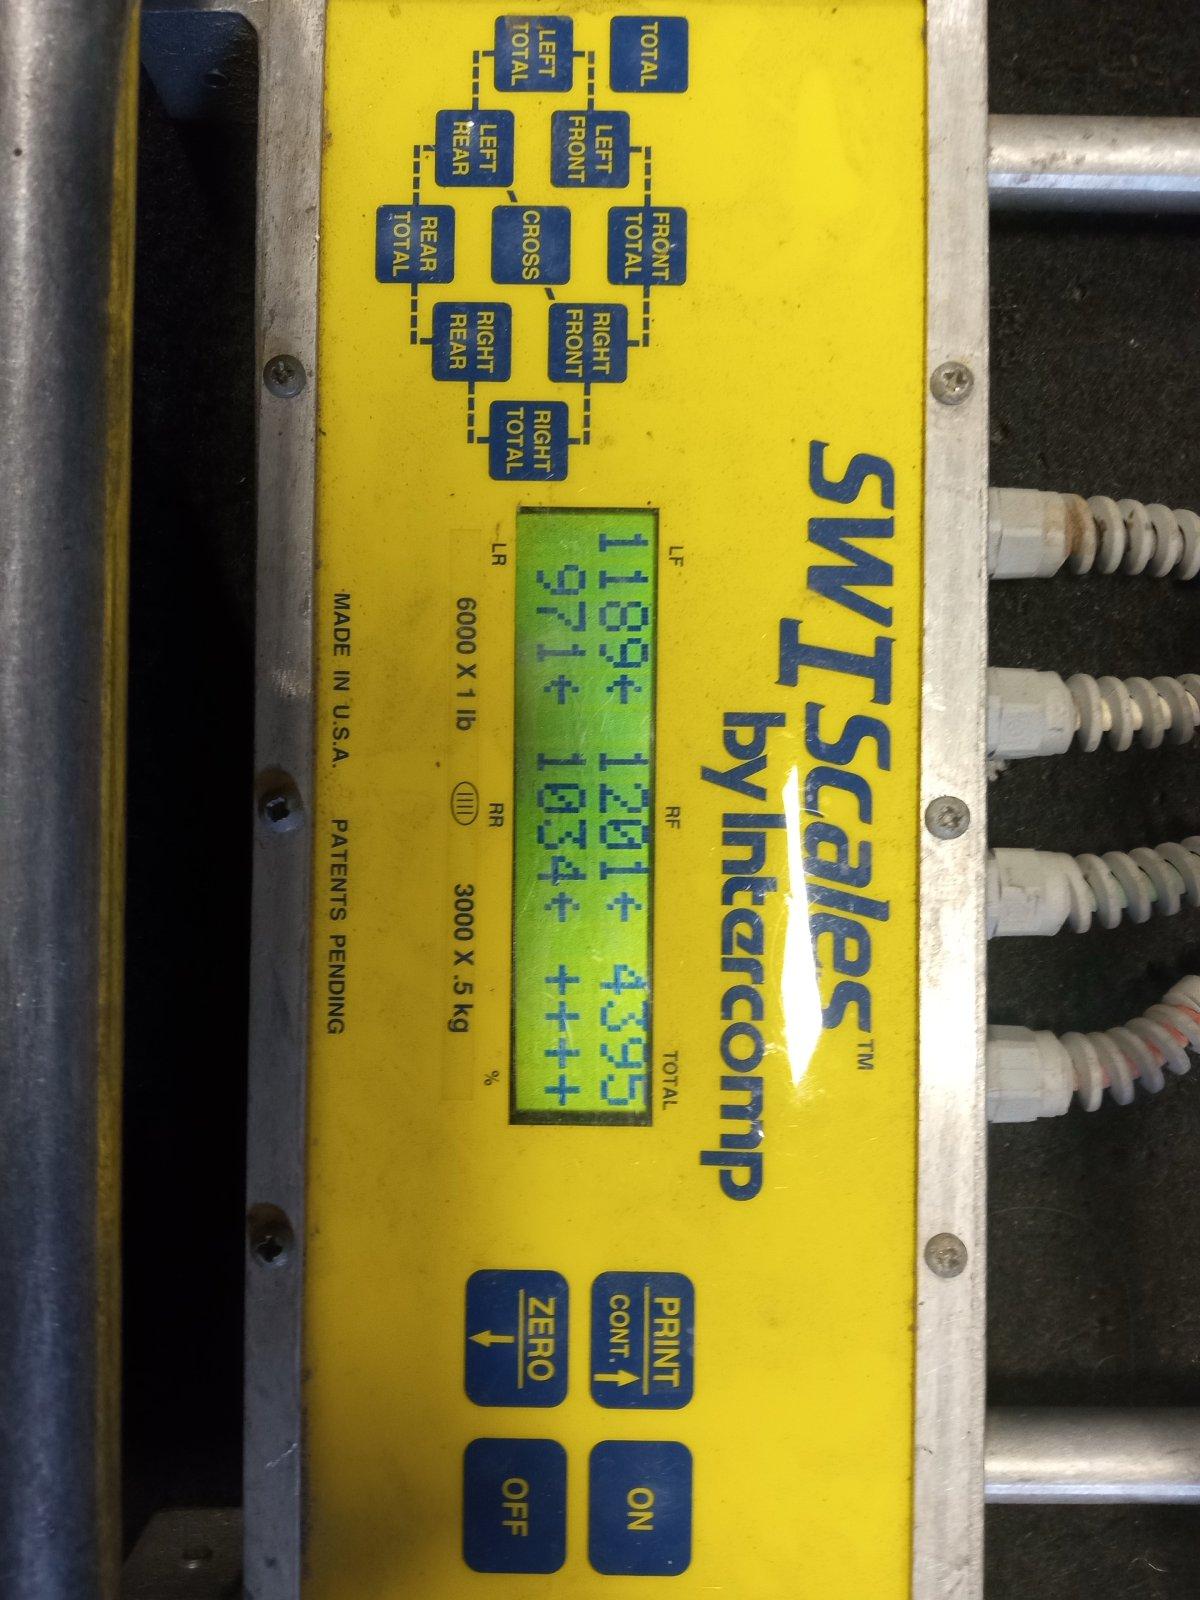 TOTAL
LEFT
TOTAL
LEFT
FRONT
LEFT
REAR
FRONT
TOTAL
CROSS
REAR
TOTAL
RIGHT
FRONT
RIGHT
REAR
RIGHT
TOTAL
SWI Scales™
by Intercomp
LF RF TOTAL
1189← 1201← 4395
971← 1034← ++++
LR RR %
6000 X 1 lb 3000 X .5 kg
MADE IN U.S.A. PATENTS PENDING
PRINT
CONT. ↑
ZERO
↓
ON
OFF